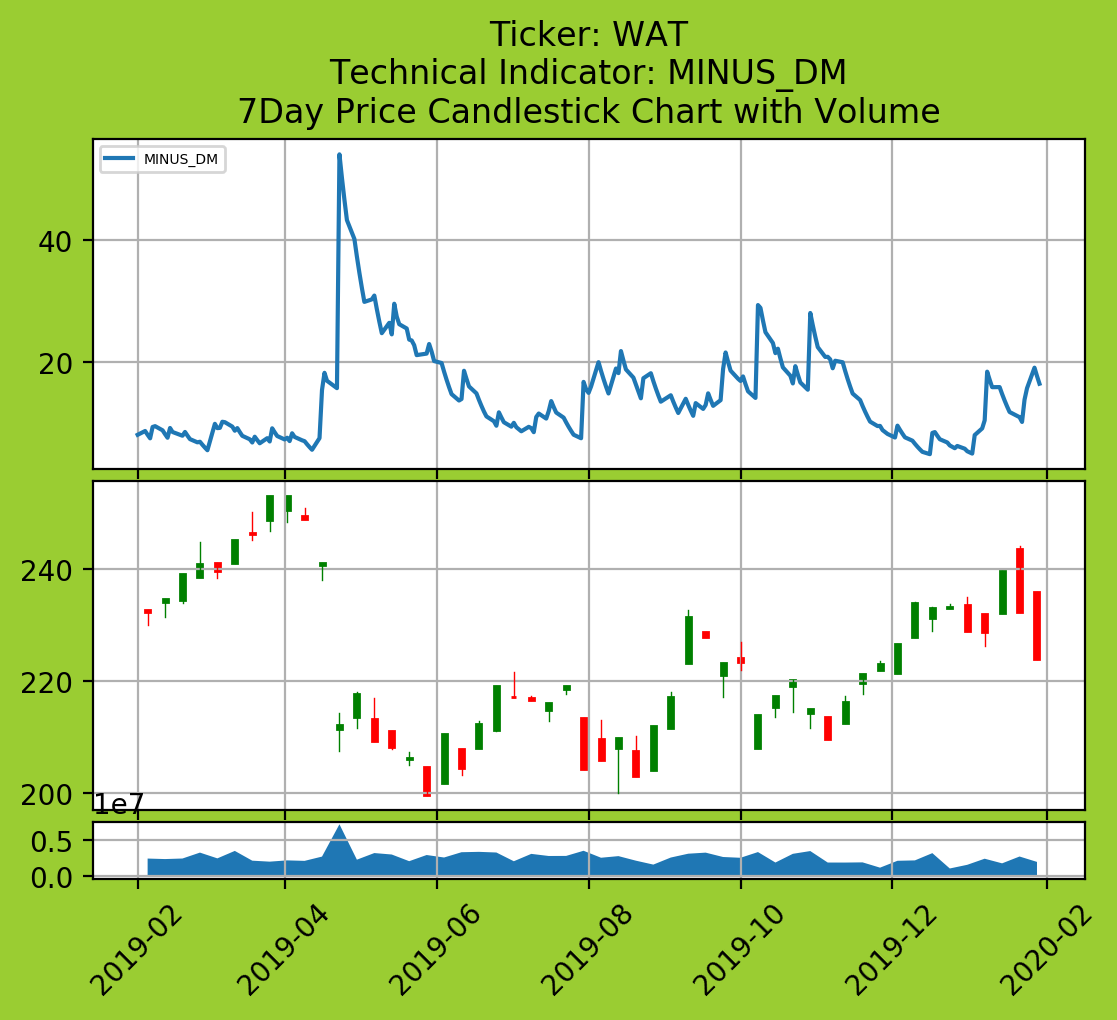 Ticker: WAT
Technical Indicator: MINUS_DM
7Day Price Candlestick Chart with Volume
MINUS_DM
40
20
240
220
200
1e7
0.5
0.0
2019-02
2019-04
2019-06
2019-08
2019-10
2019-12
2020-02